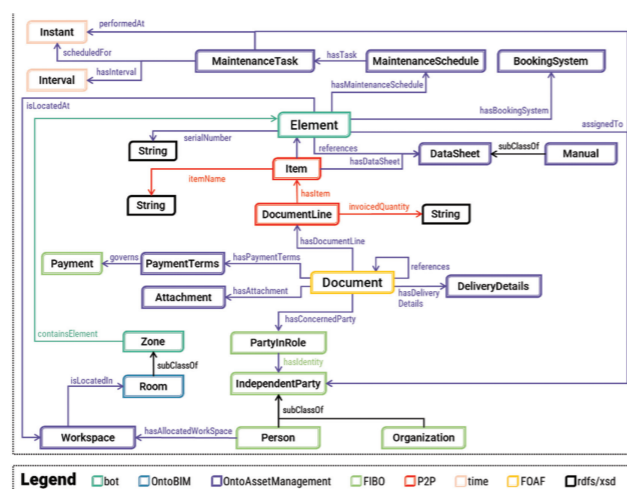 performedAt
Instant
scheduledFor
MaintenanceTask
hasTask
MaintenanceSchedule
BookingSystem
hasInterval
Interval
hasMaintenanceSchedule
isLocatedAt
hasBookingSystem
assignedTo
Element
serialNumber
references
String
DataSheet
subClassOf
Manual
hasDataSheet
Item
itemName
hasItem
String
DocumentLine
invoicedQuantity
String
hasDocumentLine
Payment
governs
PaymentTerms
hasPaymentTerms
references
Document
DeliveryDetails
Attachment
hasAttachment
hasDelivery
Details
hasConcernedParty
containsElement
Zone
PartyInRole
subClassOf
hasIdentity
isLocatedIn
Room
IndependentParty
subClassOf
Workspace
hasAllocatedWorkSpace
Person
Organization
Legend bot OntoBIM OntoAssetManagement FIBO P2P time FOAF rdfs/xsd